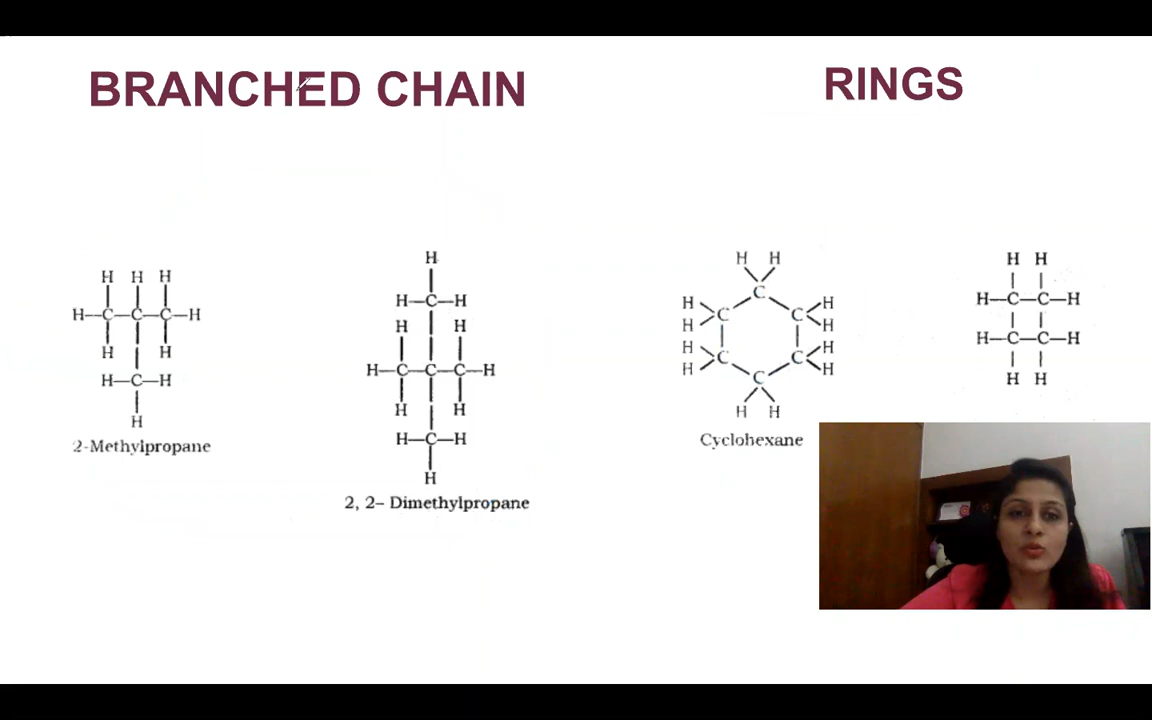 BRANCHED CHAIN
RINGS
H H H
H—C—C—C—H
H H
H—C—H
H
2-Methylpropane
H
H—C—H
H H
H—C—C—C—H
H H
H—C—H
H
2, 2– Dimethylpropane
H H
C
H H
H C C H
H H
H C C H
C
H H
Cyclohexane
H H
H—C—C—H
H—C—C—H
H H